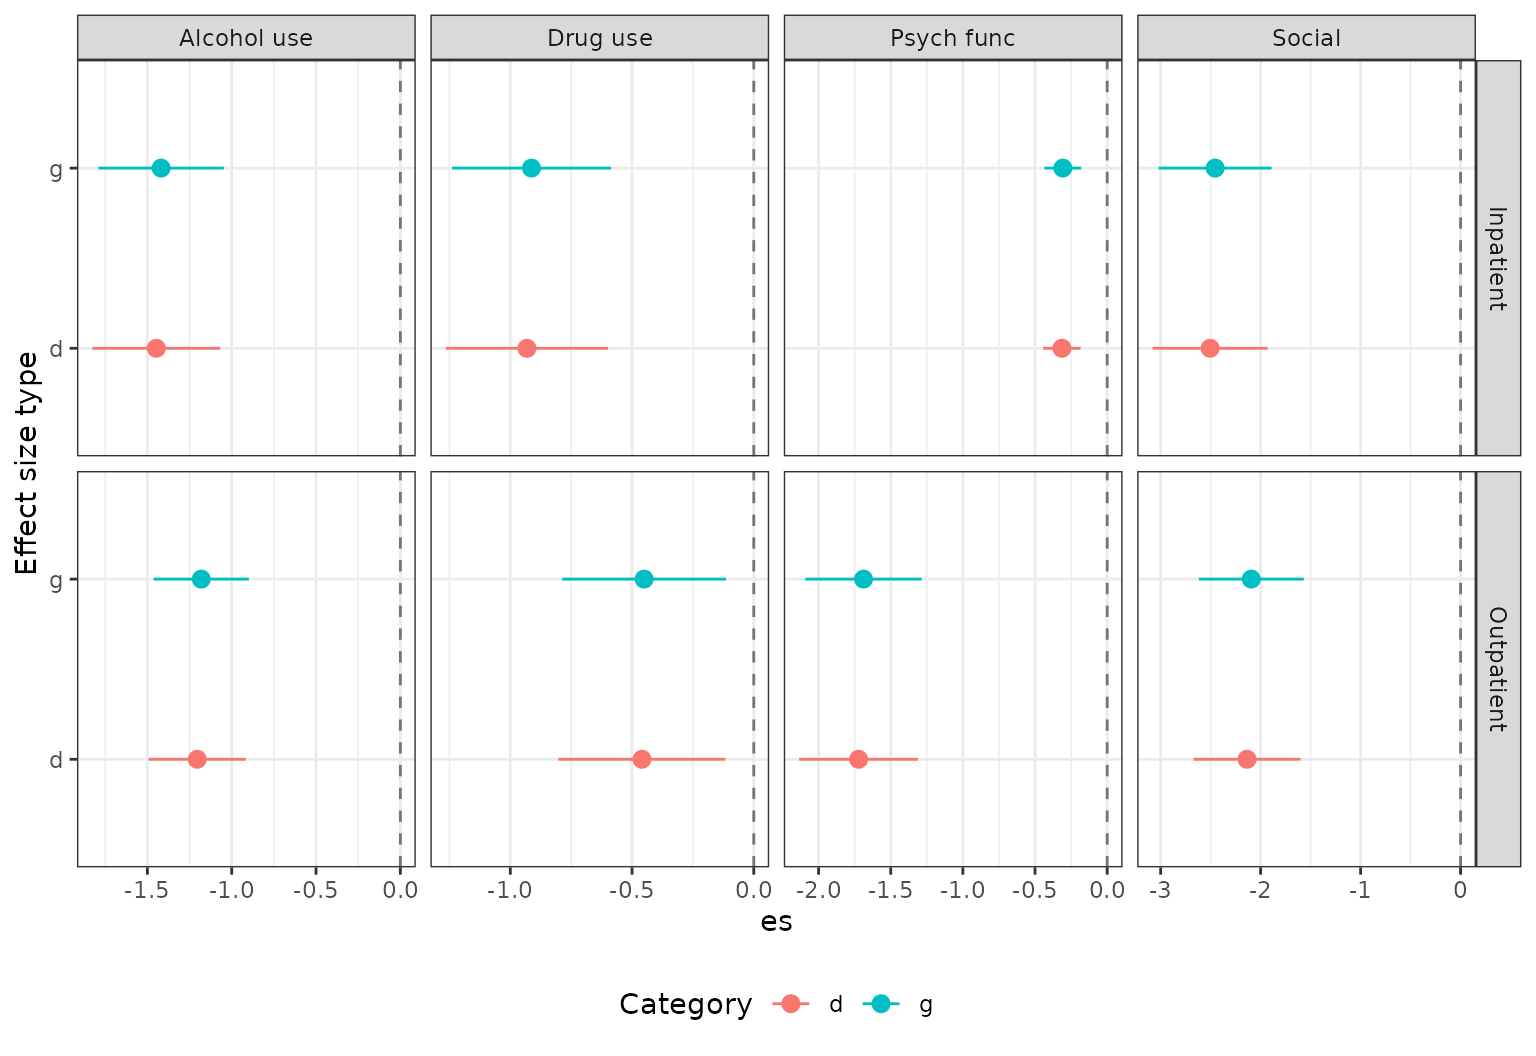 Alcohol use Drug use Psych func Social
Effect size type
g
d
Inpatient
g
d
Outpatient
-1.5 -1.0 -0.5 0.0 -1.0 -0.5 0.0 -2.0 -1.5 -1.0 -0.5 0.0 -3 -2 -1 0
es
Category d g